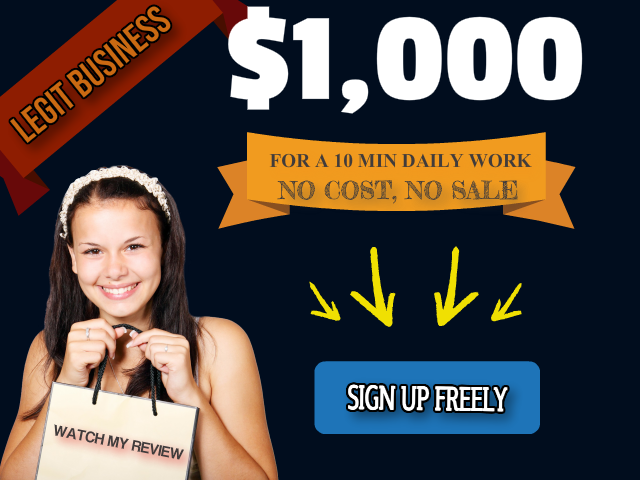 LEGIT BUSINESS
$1,000
FOR A 10 MIN DAILY WORK
NO COST, NO SALE
SIGN UP FREELY
WATCH MY REVIEW